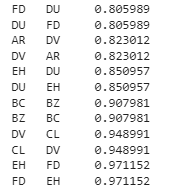 FD DU 0.805989
DU FD 0.805989
AR DV 0.823012
DV AR 0.823012
EH DU 0.850957
DU EH 0.850957
BC BZ 0.907981
BZ BC 0.907981
DV CL 0.948991
CL DV 0.948991
EH FD 0.971152
FD EH 0.971152